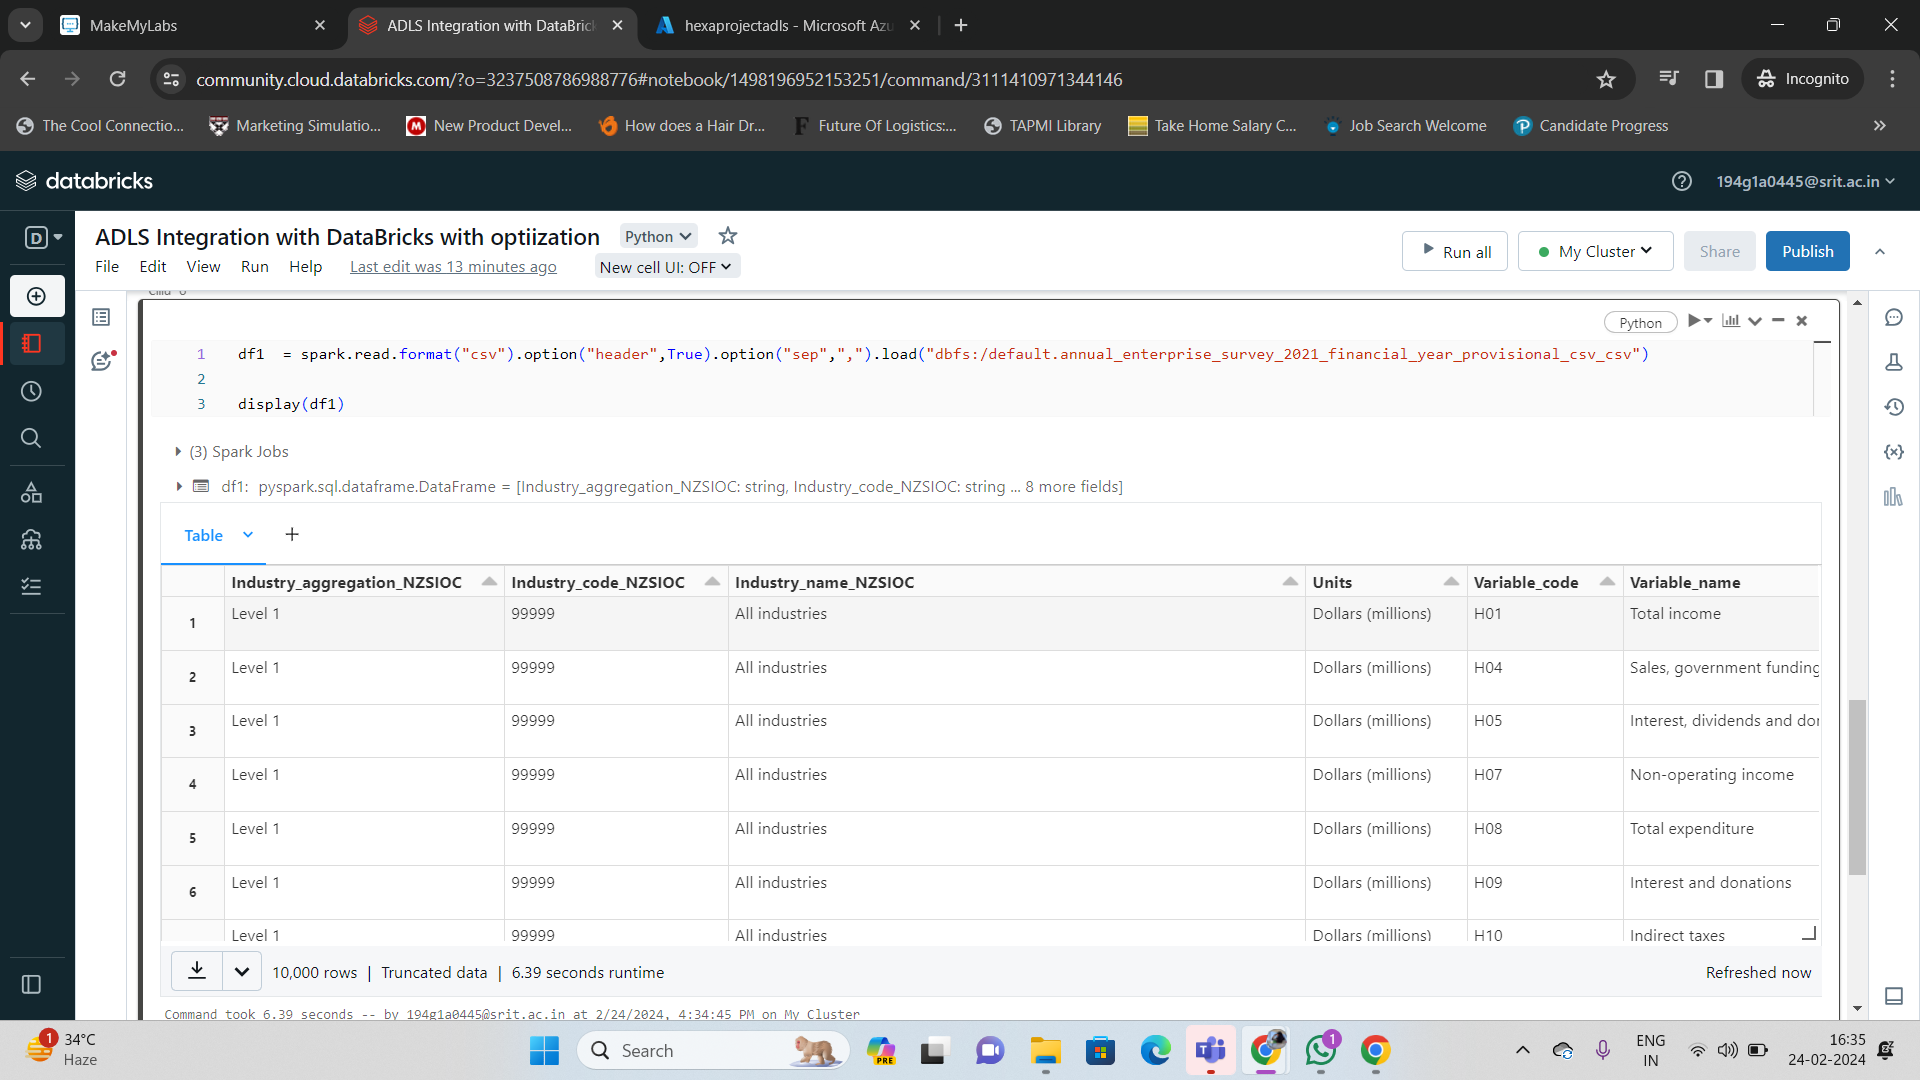 MakeMyLabs
ADLS Integration with DataBrick
hexaprojectadls - Microsoft Azu
community.cloud.databricks.com/?o=3237508786988776#notebook/1498196952153251/command/3111410971344146
Incognito
The Cool Connectio...
Marketing Simulatio...
New Product Devel...
How does a Hair Dr...
Future Of Logistics:...
TAPMI Library
Take Home Salary C...
Job Search Welcome
Candidate Progress
databricks
194g1a0445@srit.ac.in
ADLS Integration with DataBricks with optiization
Python
File Edit View Run Help Last edit was 13 minutes ago New cell UI: OFF
Run all
My Cluster
Share
Publish
Python
1 df1  = spark.read.format("csv").option("header",True).option("sep",",").load("dbfs:/default.annual_enterprise_survey_2021_financial_year_provisional_csv_csv")
2
3 display(df1)
(3) Spark Jobs
df1: pyspark.sql.dataframe.DataFrame = [Industry_aggregation_NZSIOC: string, Industry_code_NZSIOC: string ... 8 more fields]
Table
Industry_aggregation_NZSIOC Industry_code_NZSIOC Industry_name_NZSIOC Units Variable_code Variable_name
1 Level 1 99999 All industries Dollars (millions) H01 Total income
2 Level 1 99999 All industries Dollars (millions) H04 Sales, government funding
3 Level 1 99999 All industries Dollars (millions) H05 Interest, dividends and don
4 Level 1 99999 All industries Dollars (millions) H07 Non-operating income
5 Level 1 99999 All industries Dollars (millions) H08 Total expenditure
6 Level 1 99999 All industries Dollars (millions) H09 Interest and donations
Level 1 99999 All industries Dollars (millions) H10 Indirect taxes
10,000 rows | Truncated data | 6.39 seconds runtime
Refreshed now
Command took 6.39 seconds -- by 194g1a0445@srit.ac.in at 2/24/2024, 4:34:45 PM on My Cluster
1
34°C
Haze
Search
PRE
1
ENG
IN
16:35
24-02-2024